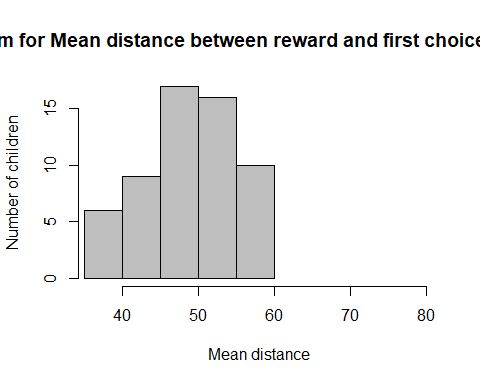 m for Mean distance between reward and first choice
15
10
5
0
Number of children
40 50 60 70 80
Mean distance